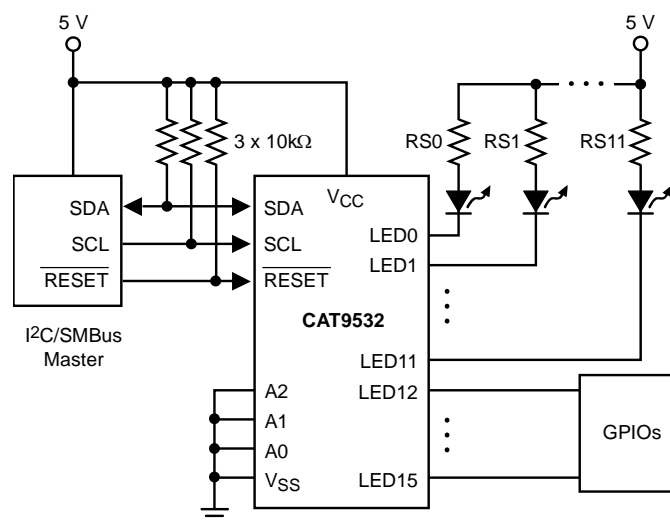 5 V
5 V
3 x 10kΩ
RS0
RS1
RS11
VCC
SDA
SDA
LED0
SCL
SCL
LED1
RESET
RESET
CAT9532
I2C/SMBus
Master
LED11
A2
LED12
A1
GPIOs
A0
VSS
LED15